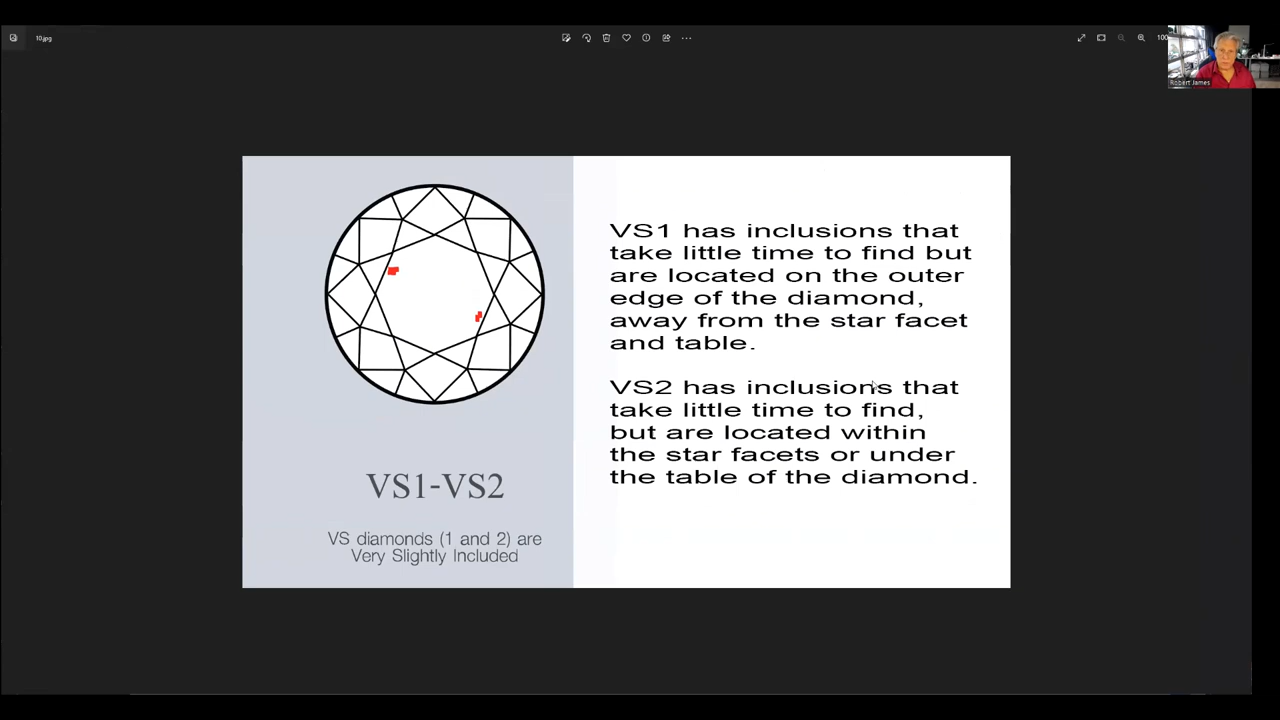 10.jpg
100
Robert James
VS1 has inclusions that
take little time to find but
are located on the outer
edge of the diamond,
away from the star facet
and table.
VS2 has inclusions that
take little time to find,
but are located within
the star facets or under
the table of the diamond.
VS1-VS2
VS diamonds (1 and 2) are
Very Slightly Included